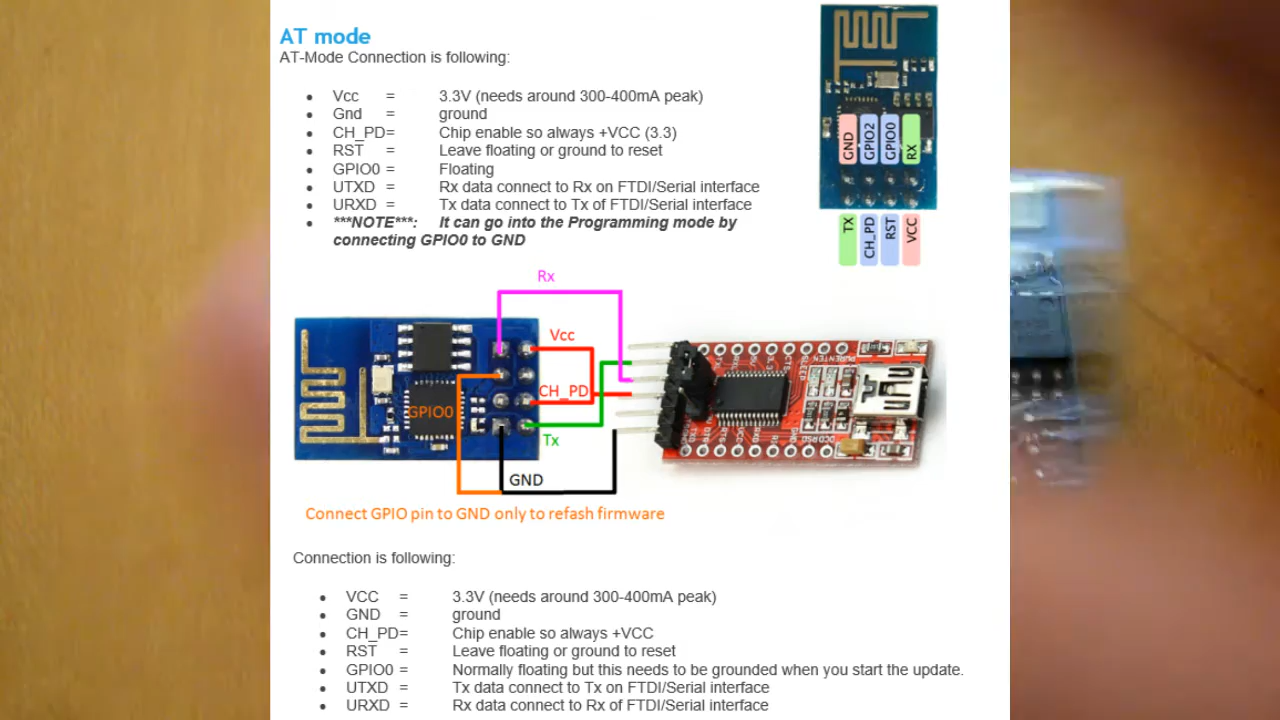 AT mode
AT-Mode Connection is following:
• Vcc = 3.3V (needs around 300-400mA peak)
• Gnd = ground
• CH_PD= Chip enable so always +VCC (3.3)
• RST = Leave floating or ground to reset
• GPIO0 = Floating
• UTXD = Rx data connect to Rx on FTDI/Serial interface
• URXD = Tx data connect to Tx of FTDI/Serial interface
• ***NOTE***: It can go into the Programming mode by
connecting GPIO0 to GND
GND GPIO2 GPIO0 RX
TX CH_PD RST VCC
Rx
Vcc
CH_PD
GPIO0
Tx
GND
SLEEP
CTS
3.3
PWREN
TXDEN
Connect GPIO pin to GND only to refash firmware
Connection is following:
• VCC = 3.3V (needs around 300-400mA peak)
• GND = ground
• CH_PD= Chip enable so always +VCC
• RST = Leave floating or ground to reset
• GPIO0 = Normally floating but this needs to be grounded when you start the update.
• UTXD = Tx data connect to Tx on FTDI/Serial interface
• URXD = Rx data connect to Rx of FTDI/Serial interface